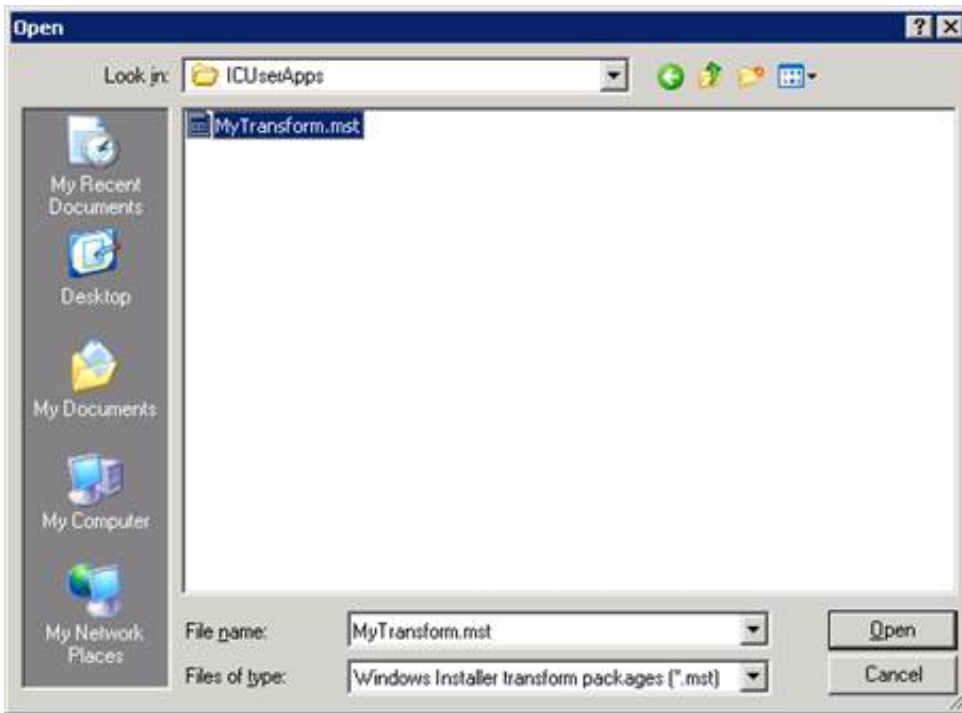 Open
Look in: ICUserApps
MyTransform.mst
My Recent
Documents
Desktop
My Documents
My Computer
My Network
Places
File name: MyTransform.mst Open
Files of type: Windows Installer transform packages (*.mst) Cancel